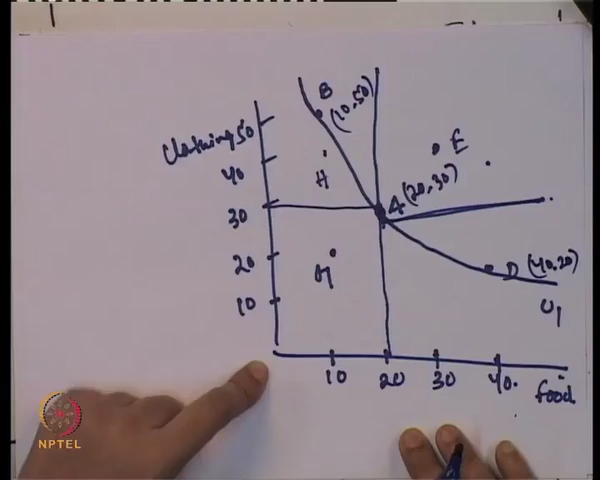 B
(10,50)
Clothing 50
E
40
H
A (20,30)
30
20
G
D (40,20)
10
U1
10 20 30 40.
food
NPTEL